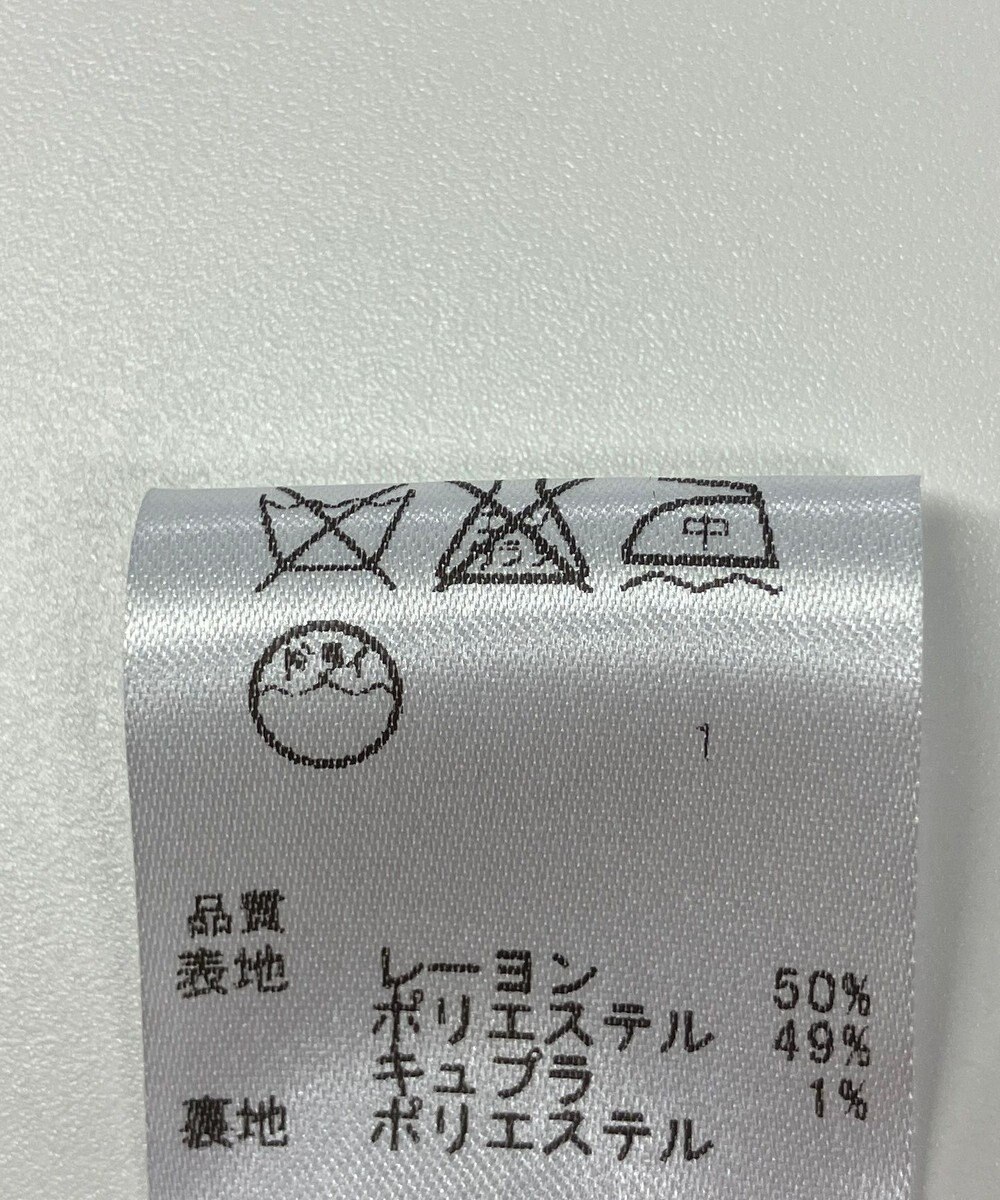 中
ドライ
1
品質
表地 レーヨン 50%
ポリエステル 49%
キュプラ 1%
裏地 ポリエステル